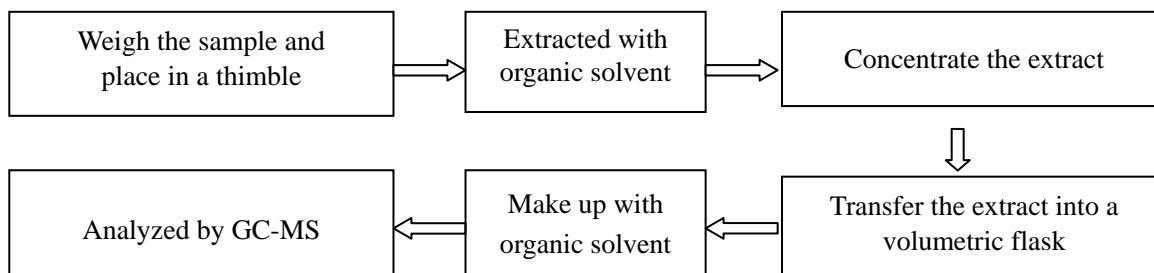 Weigh the sample and
place in a thimble
Extracted with
organic solvent
Concentrate the extract
Transfer the extract into a
volumetric flask
Make up with
organic solvent
Analyzed by GC-MS